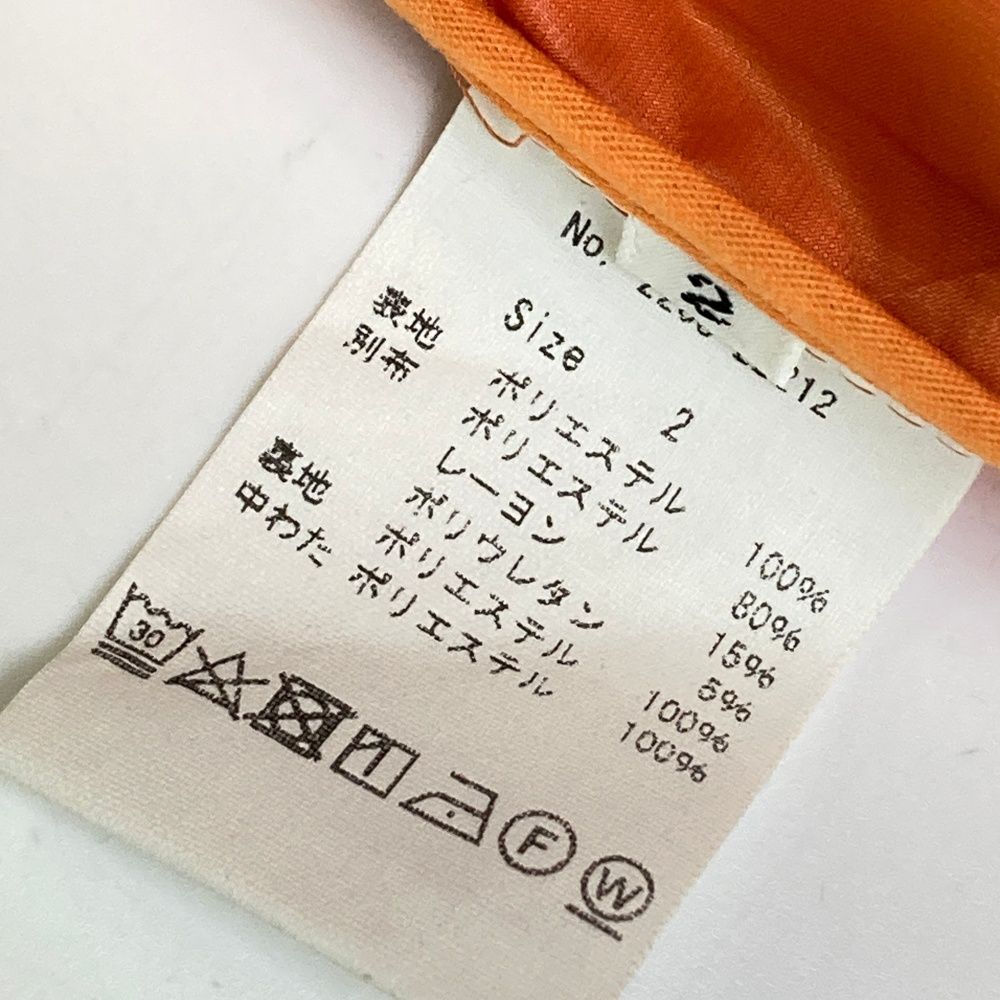 No.
2
12
Size 2
表地 ポリエステル 100%
別布 ポリエステル 80%
レーヨン 15%
ポリウレタン 5%
裏地 ポリエステル 100%
中わた ポリエステル 100%
30
F
W